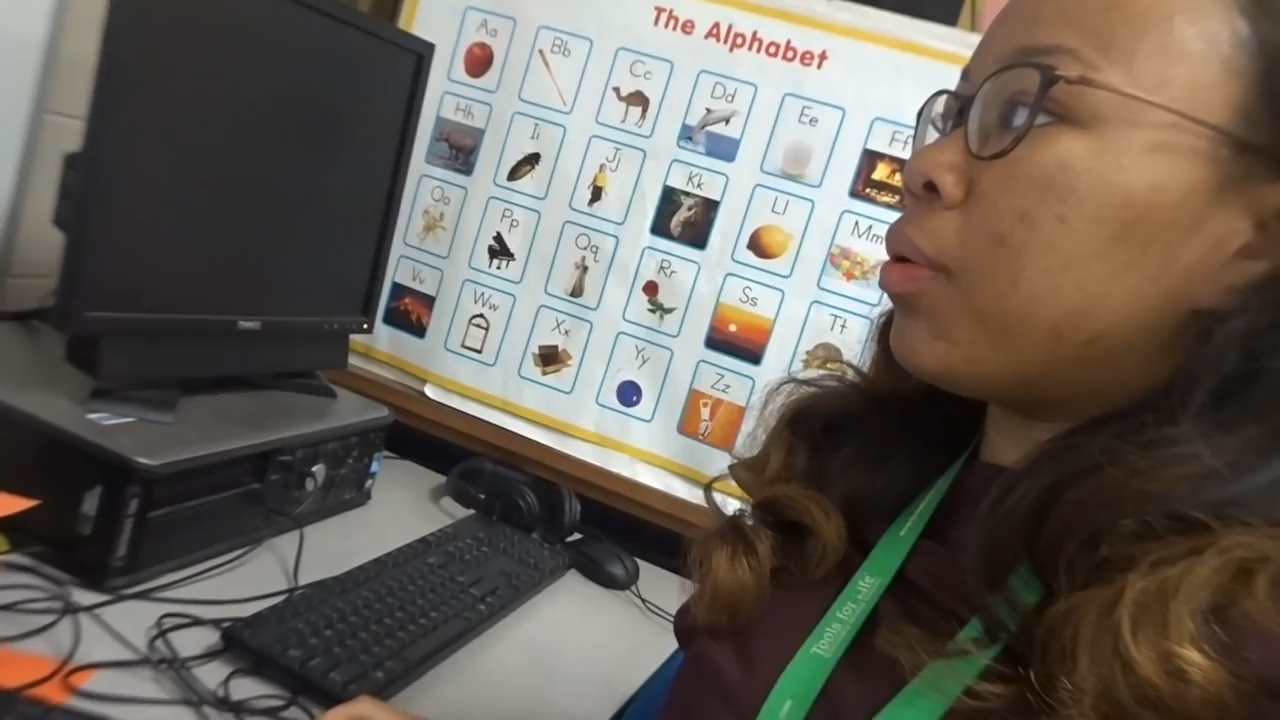 The Alphabet
Aa
Bb
Cc
Dd
Ee
Ff
Hh
Ii
Jj
Kk
Ll
Mm
Oo
Pp
Qq
Rr
Ss
Tt
Vv
Ww
Xx
Yy
Zz
Tools for Life